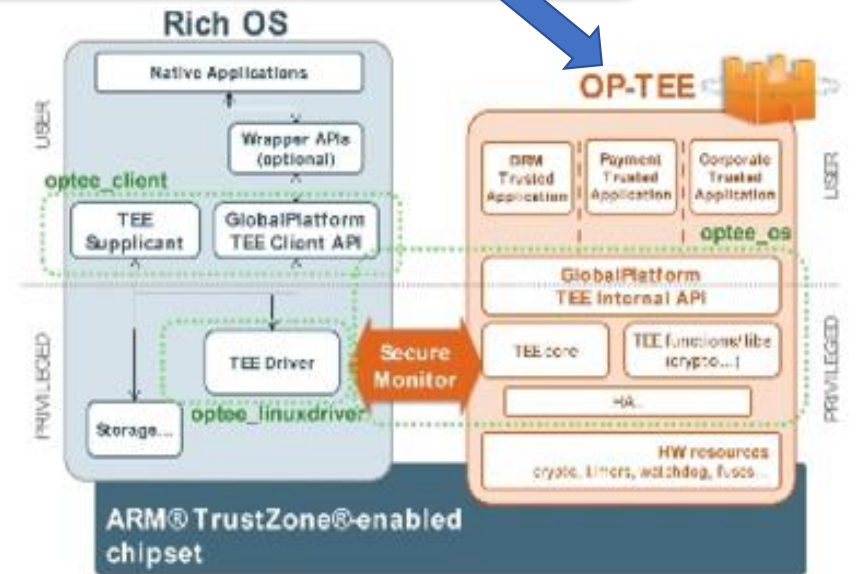 Rich OS
Native Applications
USER
Wrapper APIs
(optional)
optee_client
TEE
Supplicant
GlobalPlatform
TEE Client API
PRIVILEGED
TEE Driver
optee_linuxdriver
Storage...
Secure
Monitor
OP-TEE
DRM
Trusted
Application
Payment
Trusted
Application
Corporate
Trusted
Application
USER
optee_os
GlobalPlatform
TEE Internal API
TEE core
TEE functions/libs
(crypto...)
PRIVILEGED
HW resources
crypto, timers, watchdog, fuses...
ARM® TrustZone®-enabled
chipset